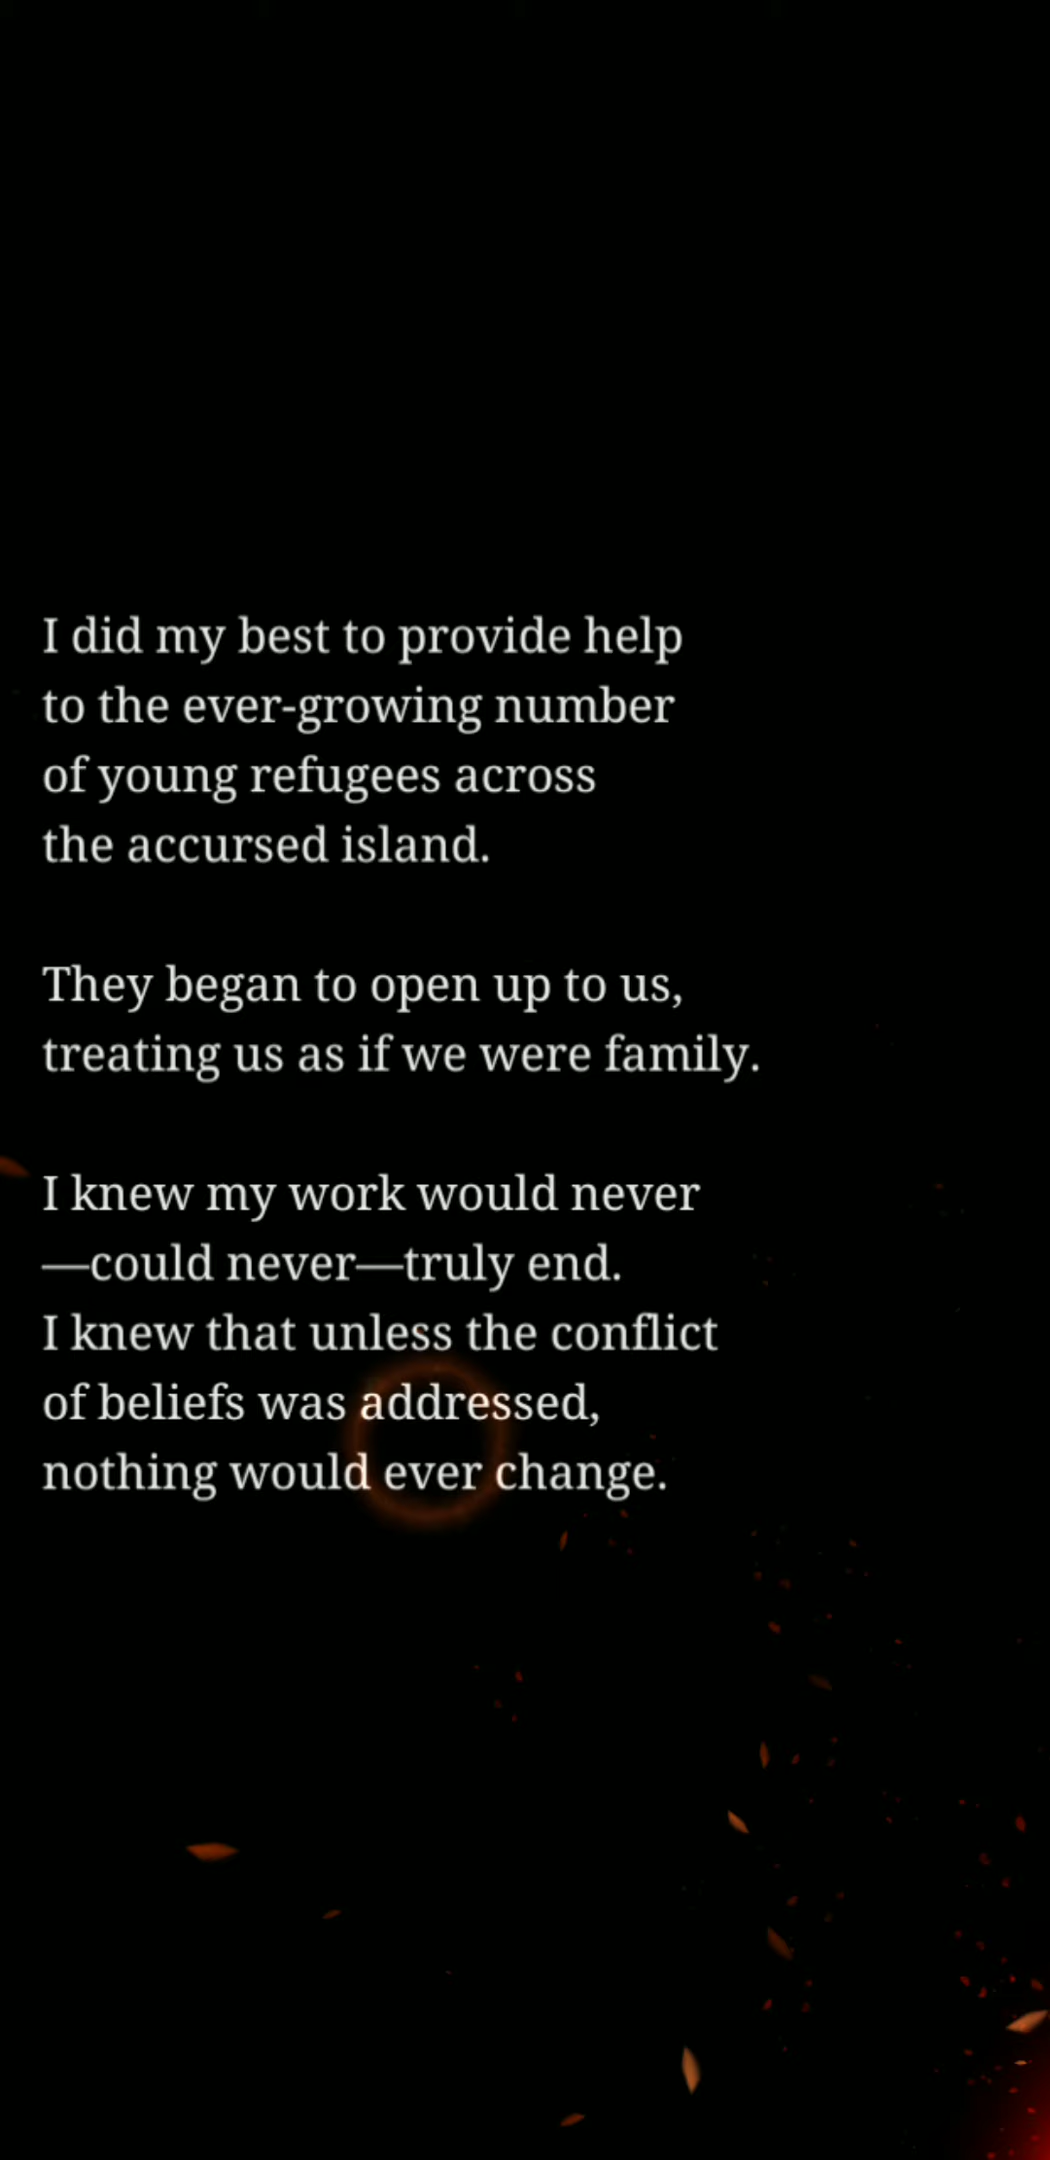 I did my best to provide help
to the ever-growing number
of young refugees across
the accursed island.
They began to open up to us,
treating us as if we were family.
I knew my work would never
—could never—truly end.
I knew that unless the conflict
of beliefs was addressed,
nothing would ever change.